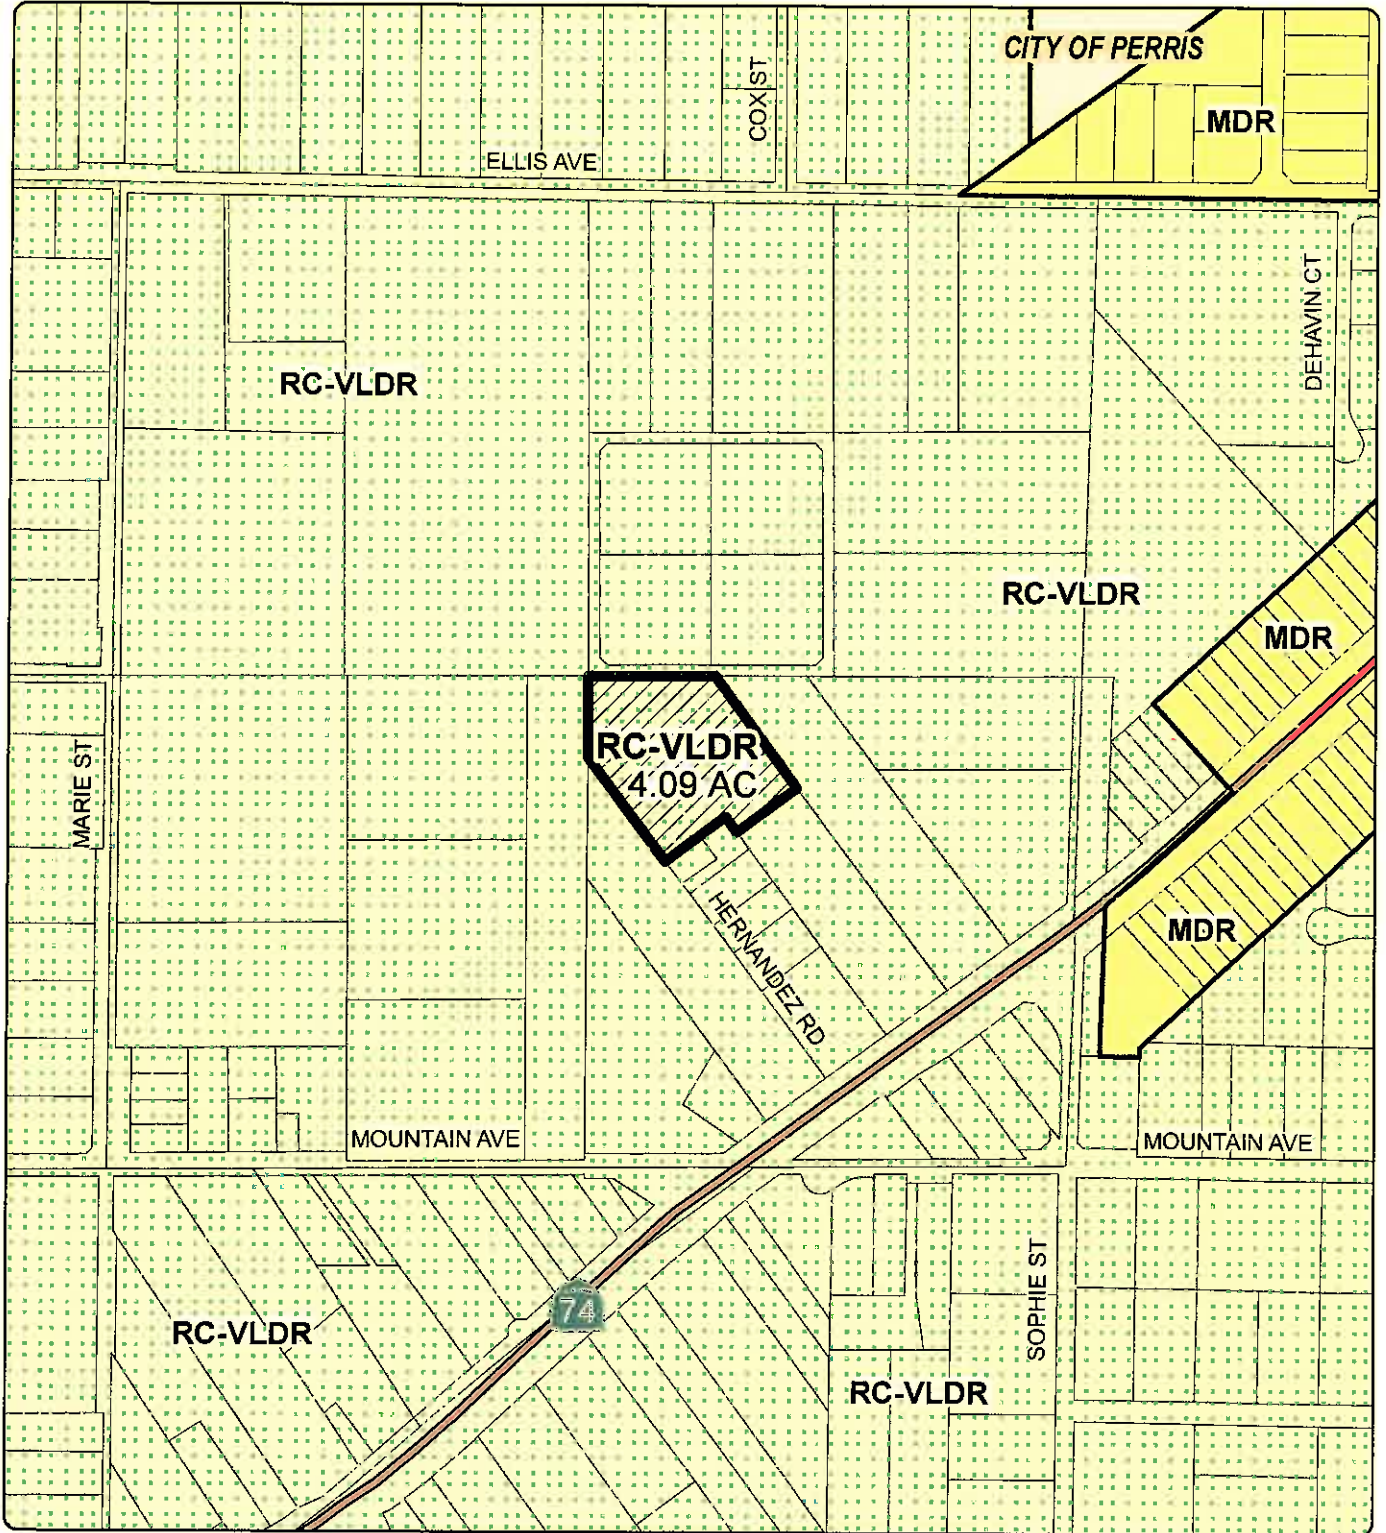 CITY OF PERRIS
COX ST
MDR
ELLIS AVE
DEHAVIN CT
RC-VLDR
RC-VLDR
MDR
RC-VLDR
4.09 AC
MARIE ST
HERNANDEZ RD
MDR
MOUNTAIN AVE
MOUNTAIN AVE
74
SOPHIE ST
RC-VLDR
RC-VLDR